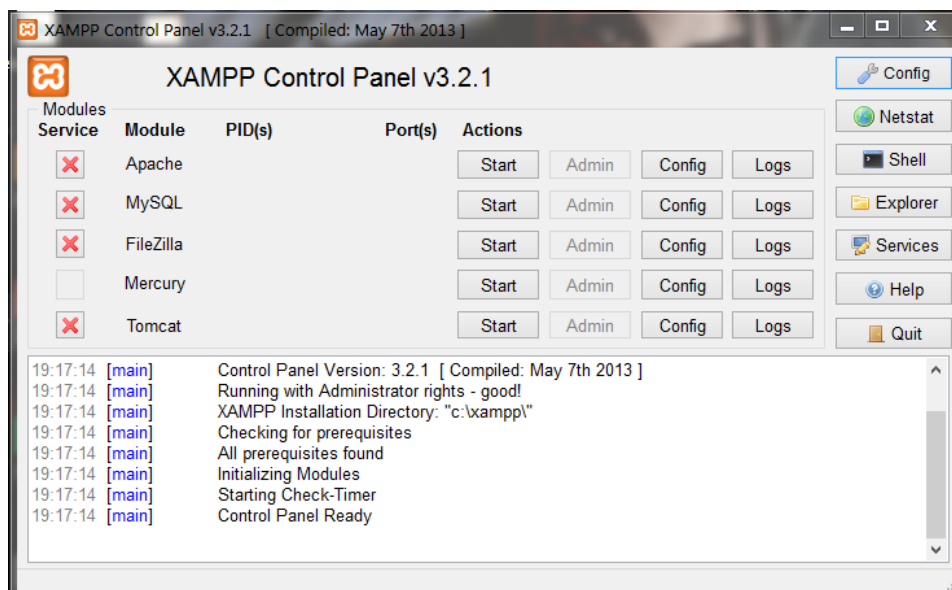 XAMPP Control Panel v3.2.1 [ Compiled: May 7th 2013 ]
XAMPP Control Panel v3.2.1
Config
Netstat
Shell
Explorer
Services
Help
Quit
Modules
Service Module PID(s) Port(s) Actions
Apache Start Admin Config Logs
MySQL Start Admin Config Logs
FileZilla Start Admin Config Logs
Mercury Start Admin Config Logs
Tomcat Start Admin Config Logs
19:17:14 [main] Control Panel Version: 3.2.1 [ Compiled: May 7th 2013 ]
19:17:14 [main] Running with Administrator rights - good!
19:17:14 [main] XAMPP Installation Directory: "c:\xampp\"
19:17:14 [main] Checking for prerequisites
19:17:14 [main] All prerequisites found
19:17:14 [main] Initializing Modules
19:17:14 [main] Starting Check-Timer
19:17:14 [main] Control Panel Ready